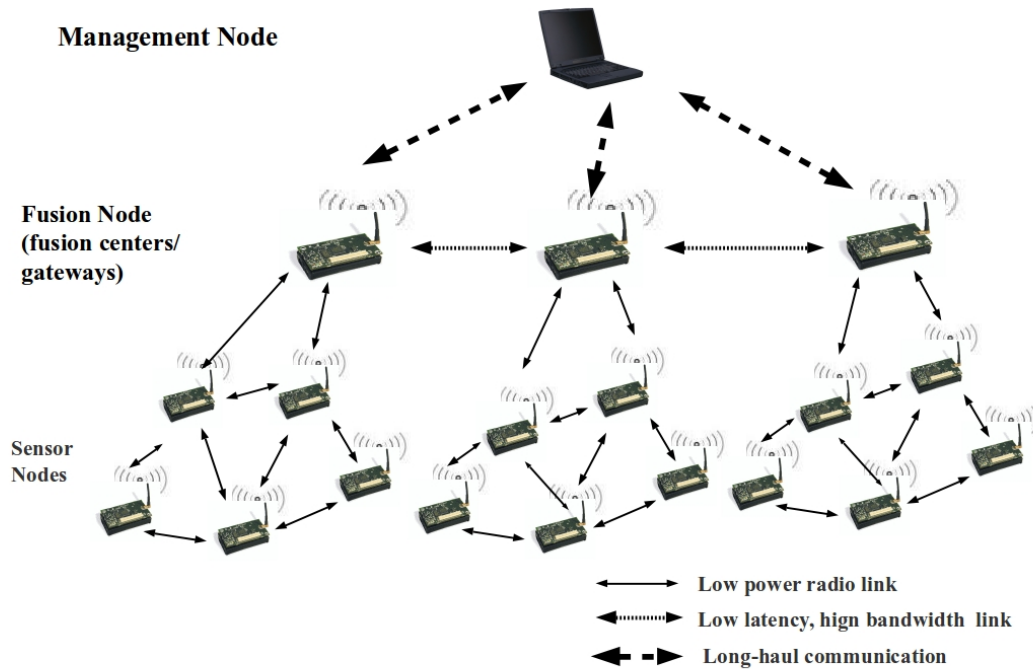 Management Node
Fusion Node
(fusion centers/
gateways)
Sensor
Nodes
Low power radio link
Low latency, hign bandwidth link
Long-haul communication